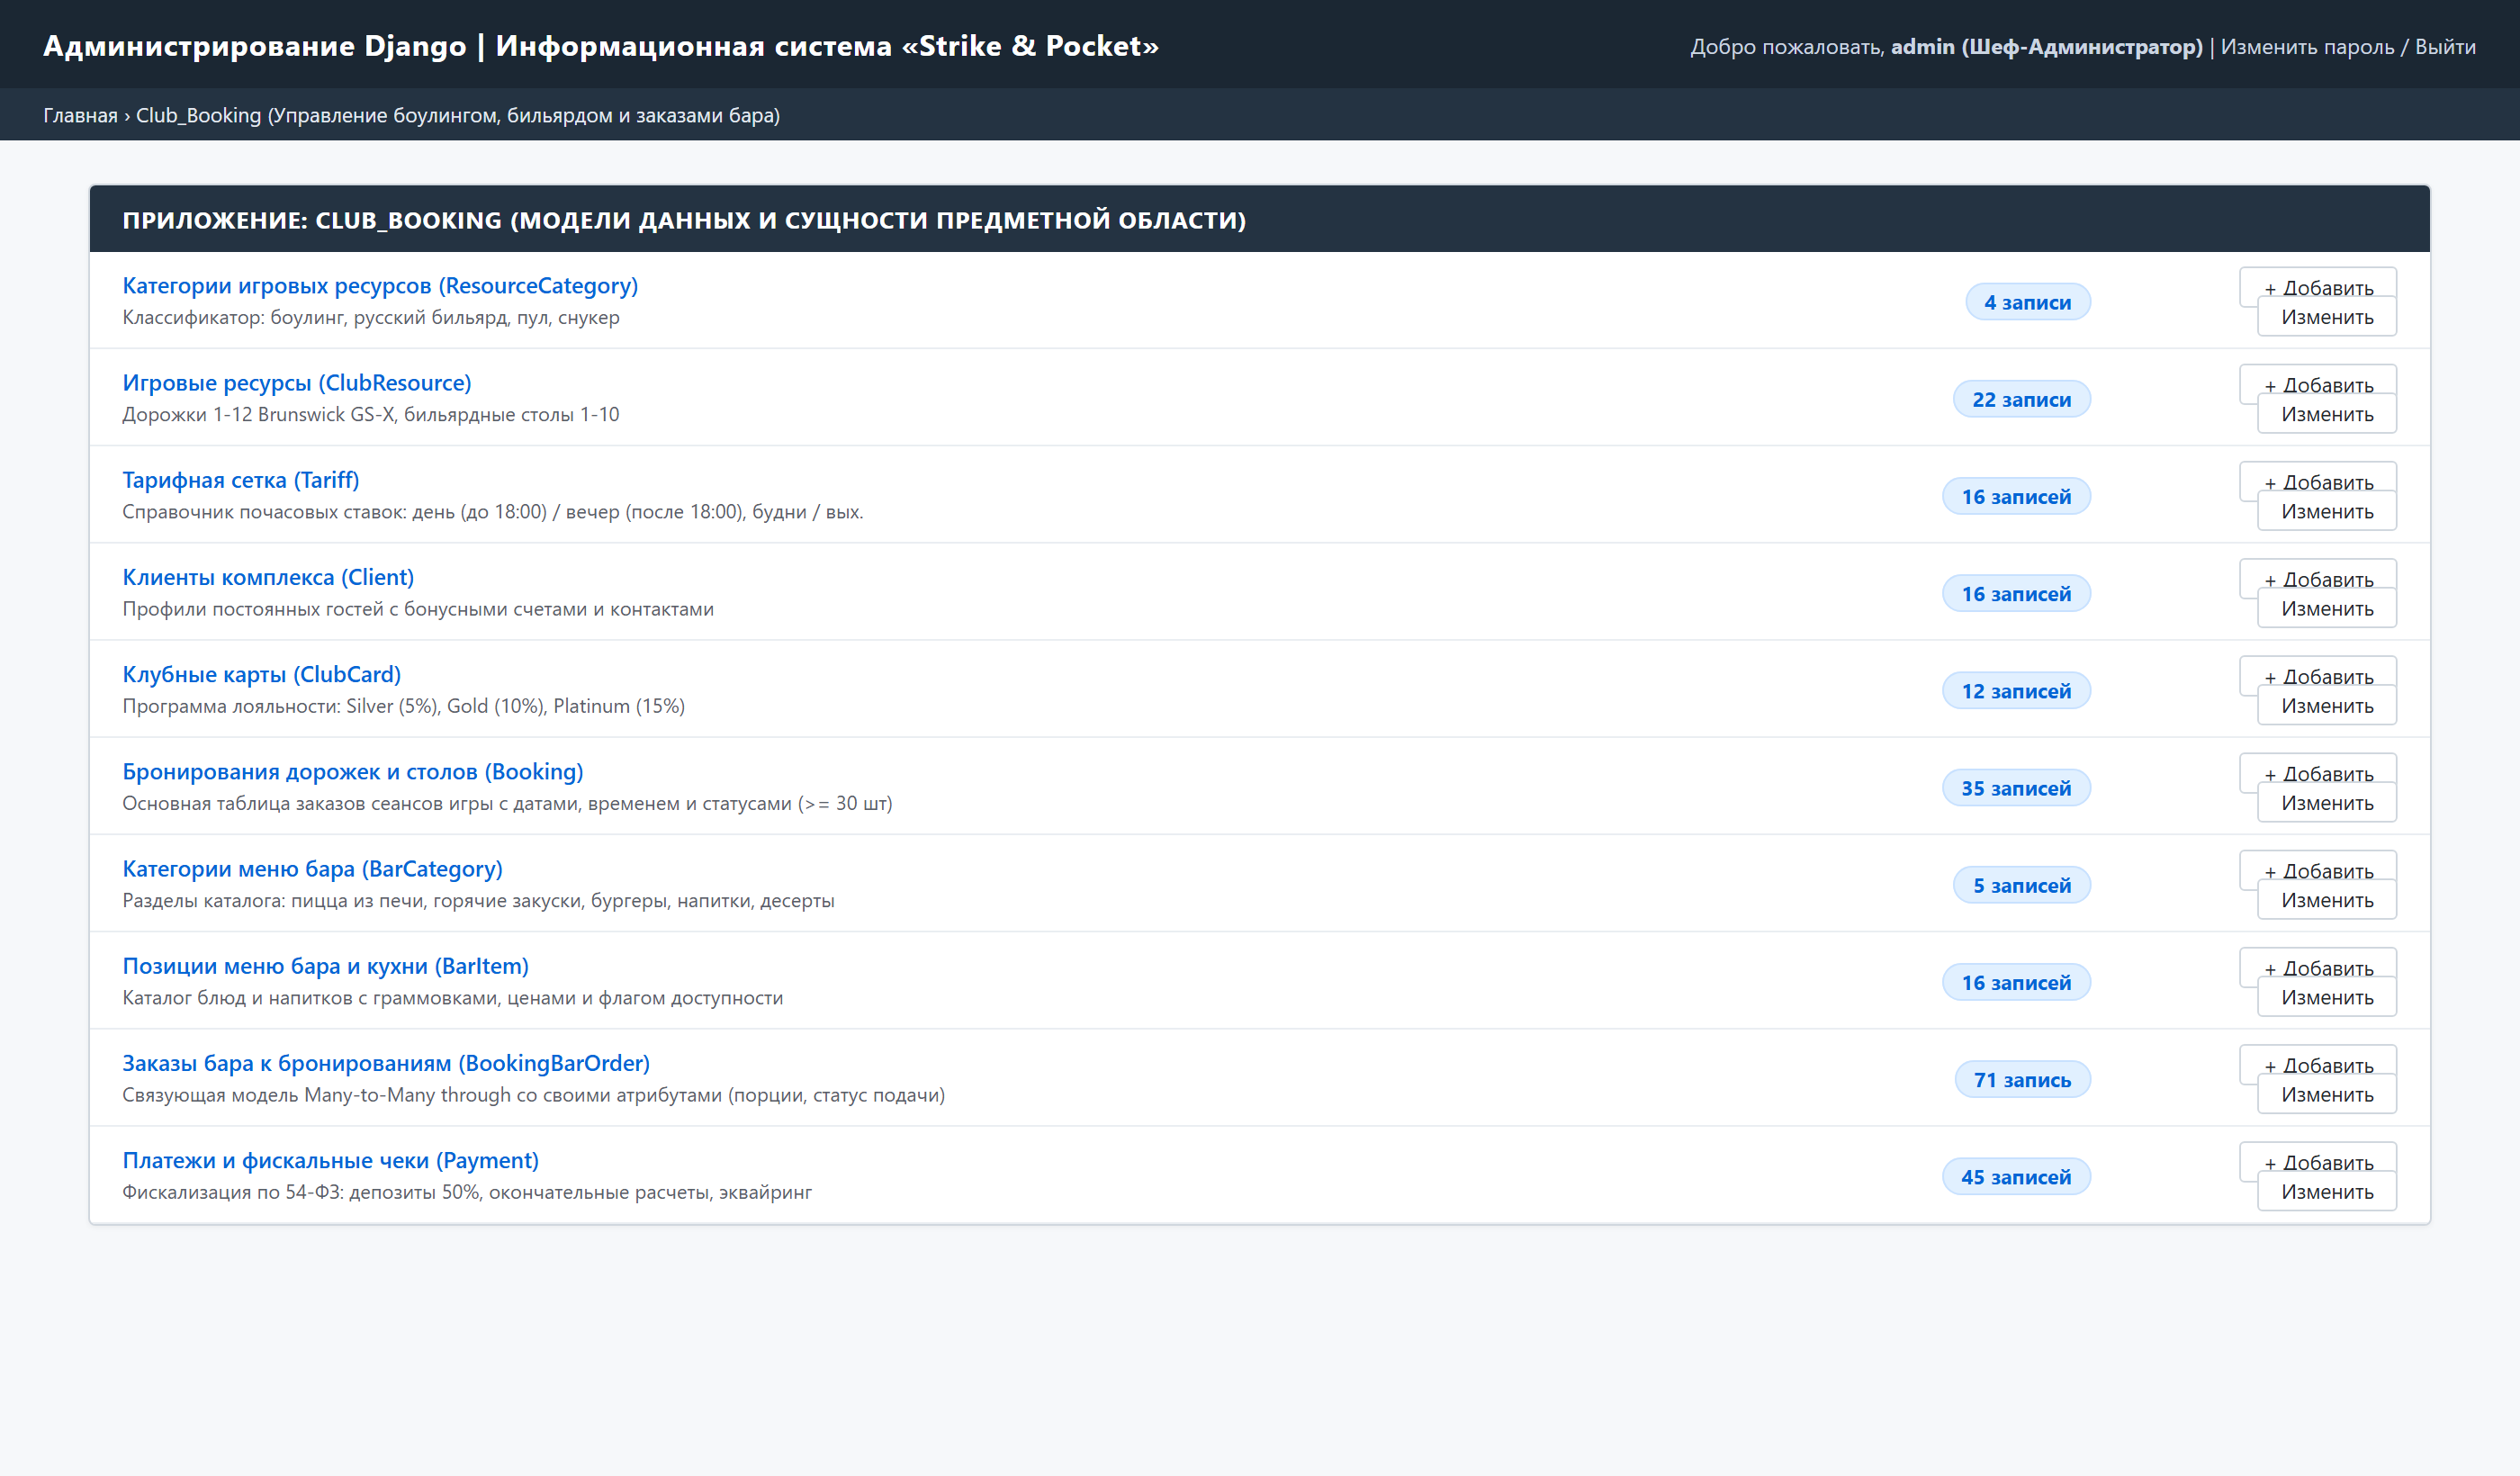 Администрирование Django | Информационная система «Strike & Pocket»
Добро пожаловать, admin (Шеф-Администратор) | Изменить пароль / Выйти
Главная › Club_Booking (Управление боулингом, бильярдом и заказами бара)
ПРИЛОЖЕНИЕ: CLUB_BOOKING (МОДЕЛИ ДАННЫХ И СУЩНОСТИ ПРЕДМЕТНОЙ ОБЛАСТИ)
Категории игровых ресурсов (ResourceCategory)
Классификатор: боулинг, русский бильярд, пул, снукер
4 записи
+ Добавить
Изменить
Игровые ресурсы (ClubResource)
Дорожки 1-12 Brunswick GS-X, бильярдные столы 1-10
22 записи
+ Добавить
Изменить
Тарифная сетка (Tariff)
Справочник почасовых ставок: день (до 18:00) / вечер (после 18:00), будни / вых.
16 записей
+ Добавить
Изменить
Клиенты комплекса (Client)
Профили постоянных гостей с бонусными счетами и контактами
16 записей
+ Добавить
Изменить
Клубные карты (ClubCard)
Программа лояльности: Silver (5%), Gold (10%), Platinum (15%)
12 записей
+ Добавить
Изменить
Бронирования дорожек и столов (Booking)
Основная таблица заказов сеансов игры с датами, временем и статусами (>= 30 шт)
35 записей
+ Добавить
Изменить
Категории меню бара (BarCategory)
Разделы каталога: пицца из печи, горячие закуски, бургеры, напитки, десерты
5 записей
+ Добавить
Изменить
Позиции меню бара и кухни (BarItem)
Каталог блюд и напитков с граммовками, ценами и флагом доступности
16 записей
+ Добавить
Изменить
Заказы бара к бронированиям (BookingBarOrder)
Связующая модель Many-to-Many through со своими атрибутами (порции, статус подачи)
71 запись
+ Добавить
Изменить
Платежи и фискальные чеки (Payment)
Фискализация по 54-ФЗ: депозиты 50%, окончательные расчеты, эквайринг
45 записей
+ Добавить
Изменить